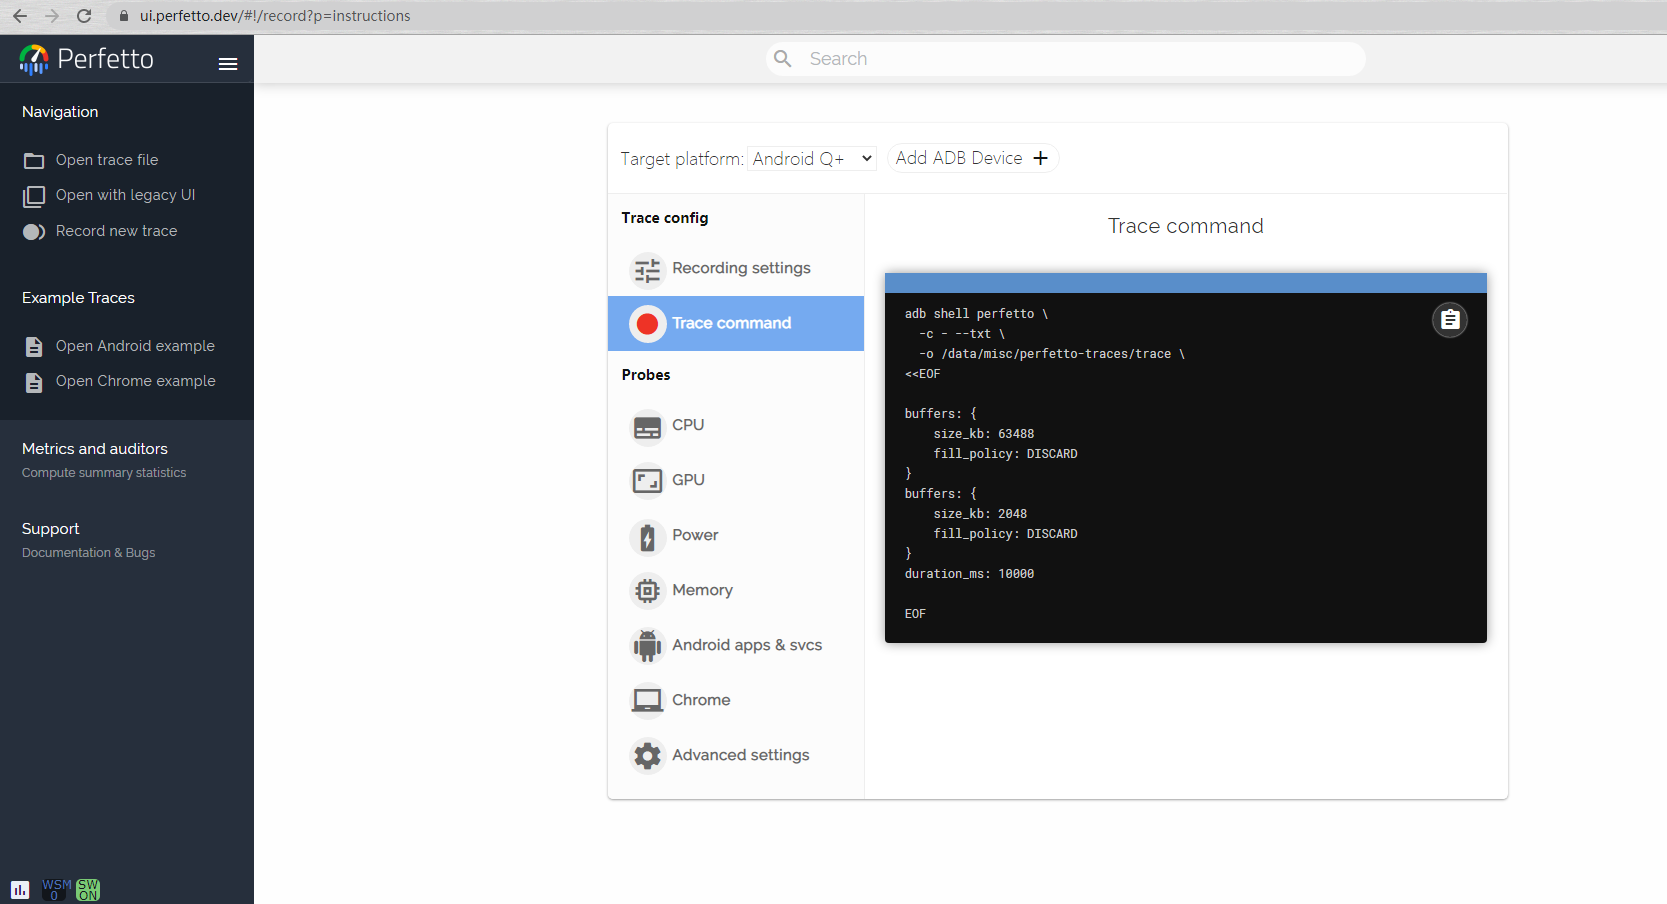 ui.perfetto.dev/#!/record?p=instructions
Perfetto
Search
Navigation
Open trace file
Open with legacy UI
Record new trace
Example Traces
Open Android example
Open Chrome example
Metrics and auditors
Compute summary statistics
Support
Documentation & Bugs
WSM
0
SW
ON
Target platform: Android Q+ Add ADB Device +
Trace config
Recording settings
Trace command
Probes
CPU
GPU
Power
Memory
Android apps & svcs
Chrome
Advanced settings
Trace command
adb shell perfetto \
  -c - --txt \
  -o /data/misc/perfetto-traces/trace \
<<EOF
buffers: {
    size_kb: 63488
    fill_policy: DISCARD
}
buffers: {
    size_kb: 2048
    fill_policy: DISCARD
}
duration_ms: 10000
EOF